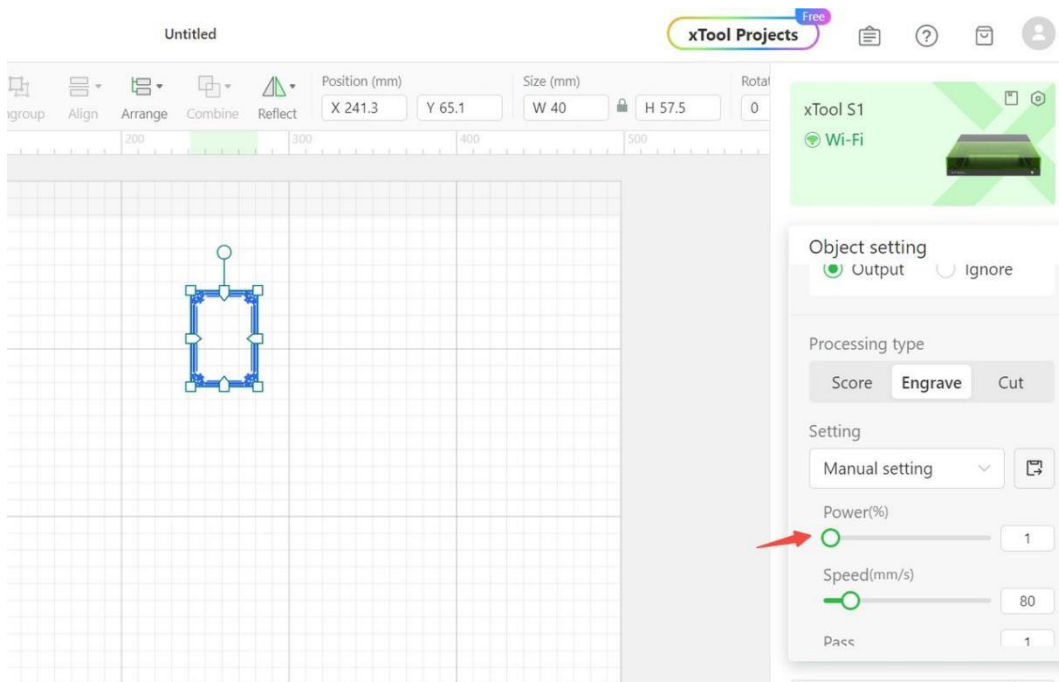 Untitled
Free
xTool Projects
Align
Arrange
Combine
Reflect
Position (mm)
X 241.3
Y 65.1
Size (mm)
W 40
H 57.5
0
200
300
400
500
xTool S1
Wi-Fi
Object setting
Output
Ignore
Processing type
Score
Engrave
Cut
Setting
Manual setting
Power(%)
1
Speed(mm/s)
80
Pass
1